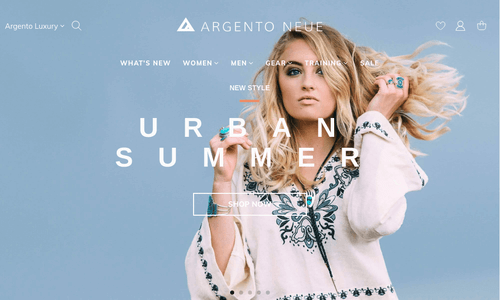 Argento Luxury
ARGENTO NEUE
WHAT'S NEW WOMEN MEN GEAR TRAINING SALE
NEW STYLE
URBAN
SUMMER
SHOP NOW